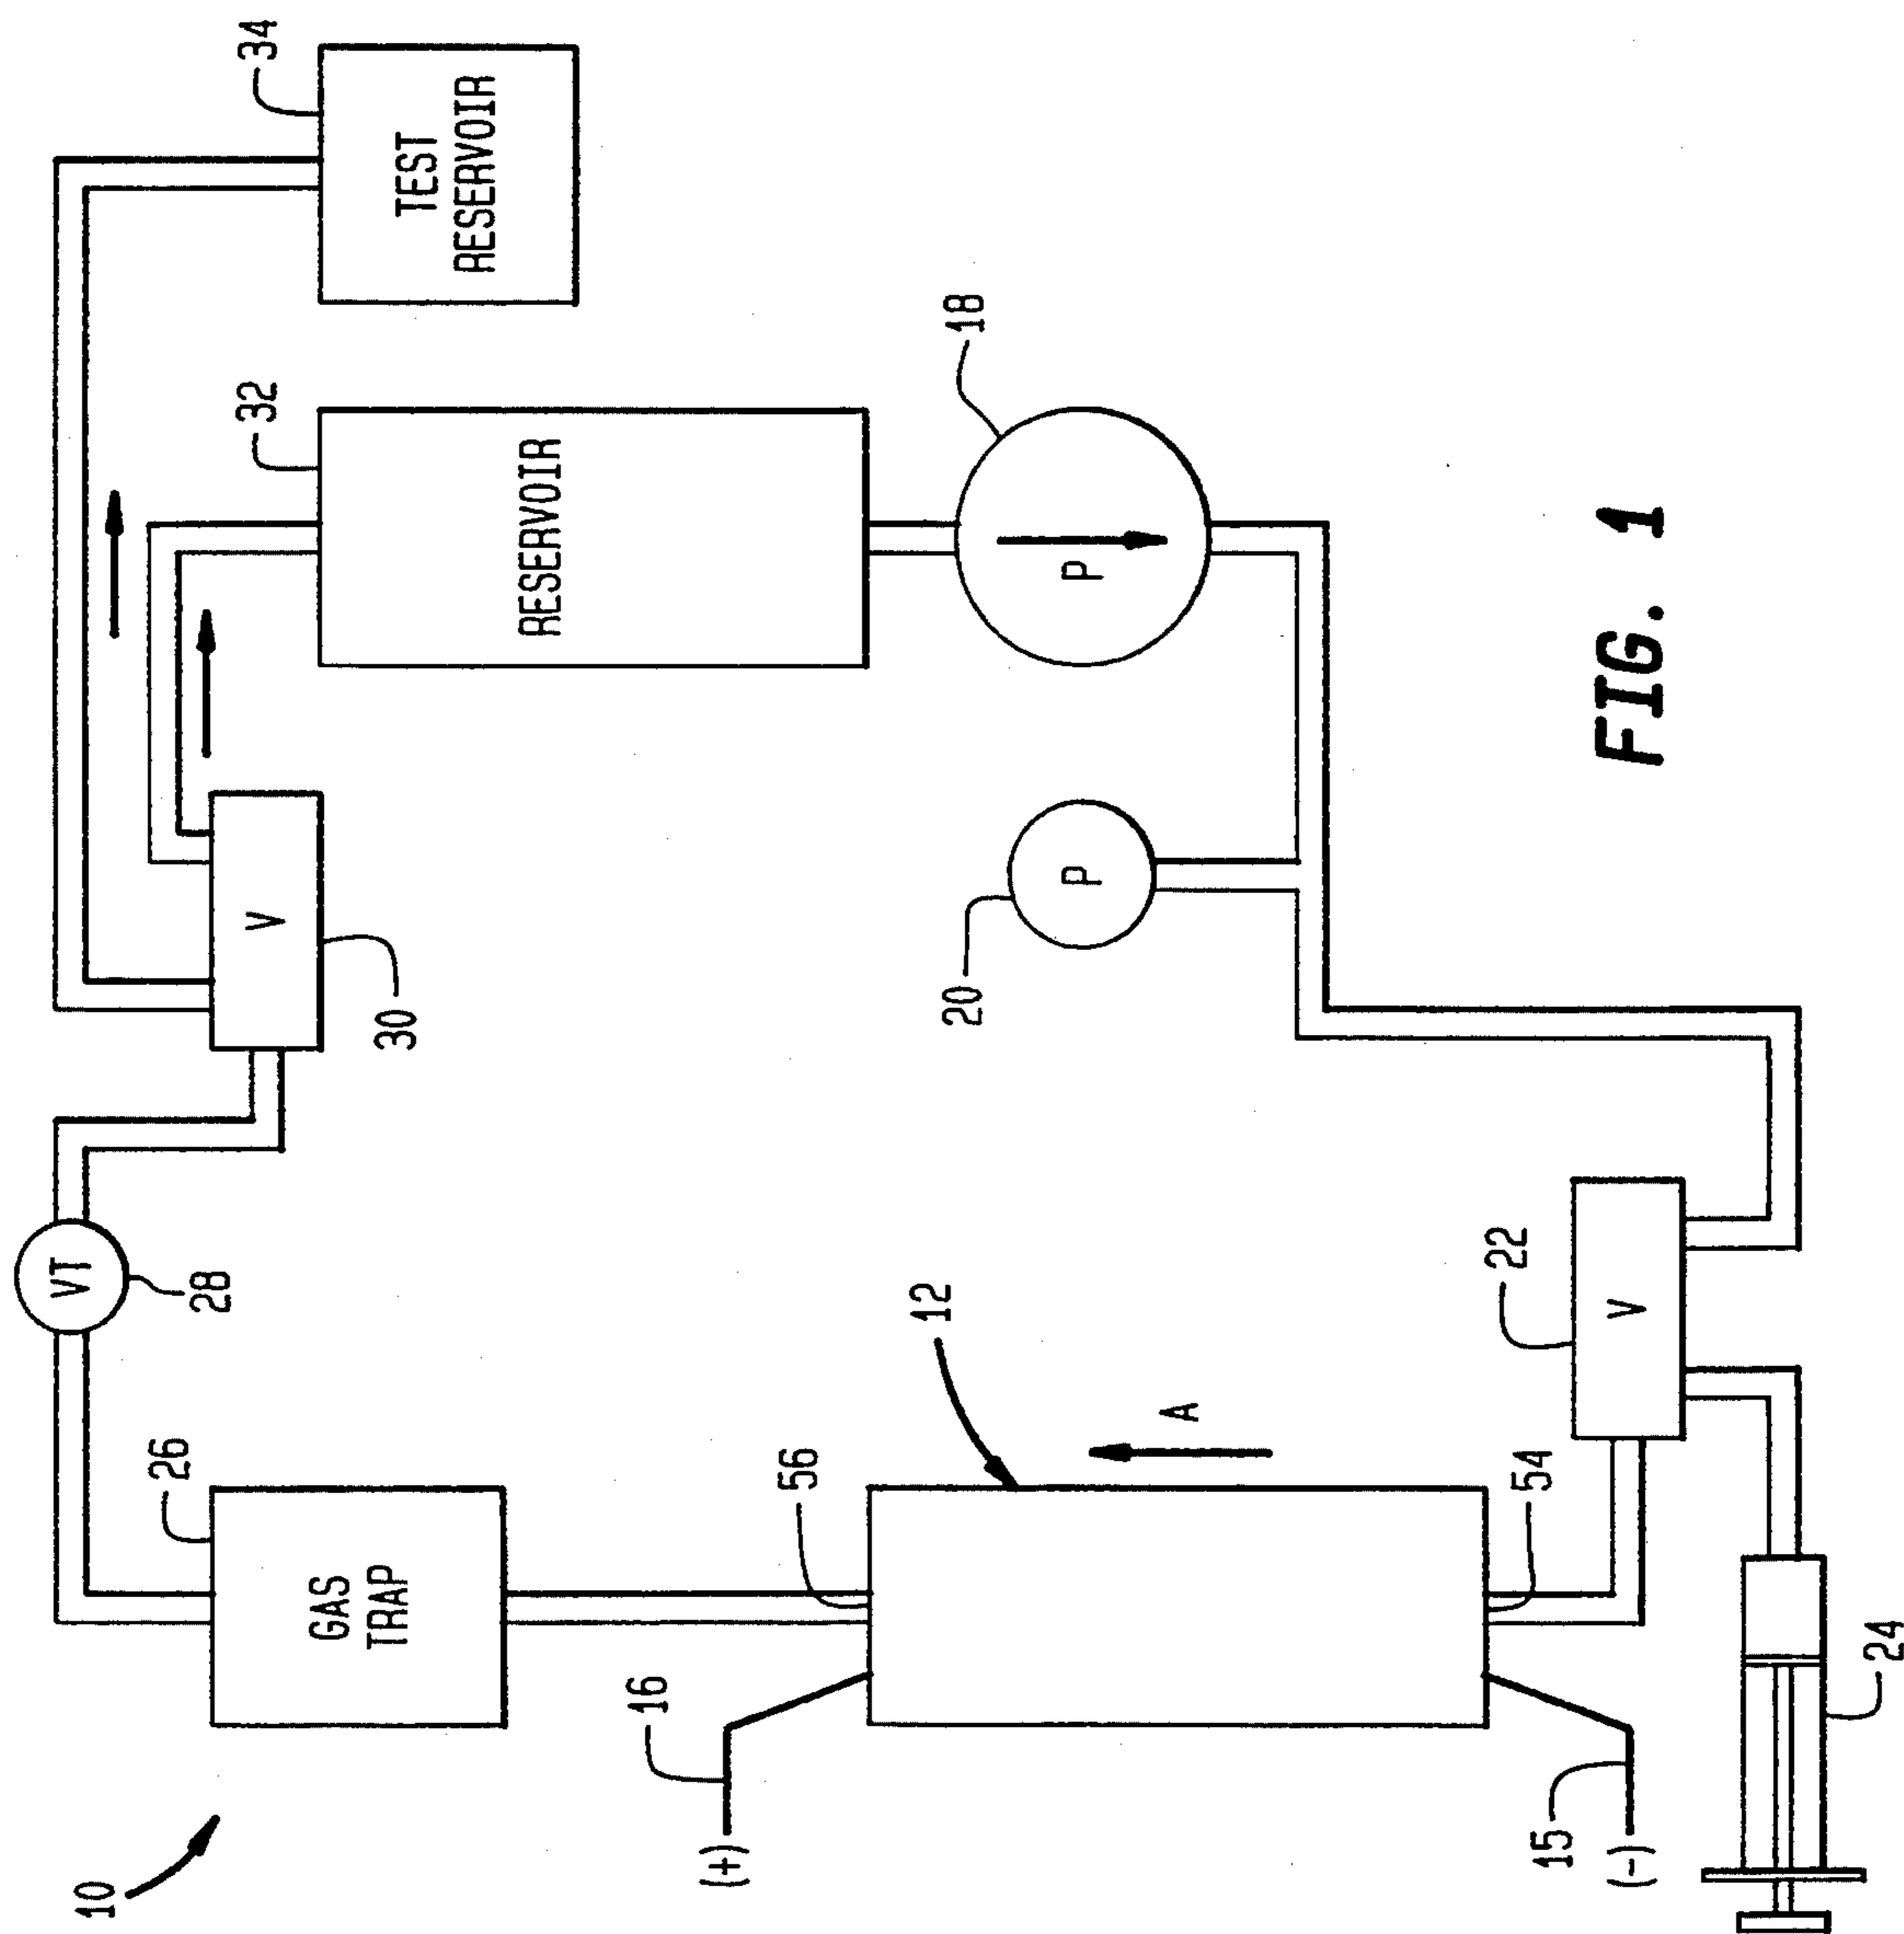 10
GAS
TRAP
26
VT
28
V
30
32
RESERVOIR
34
TEST
RESERVOIR
18
P
20
P
(+)
16
56
12
A
54
22
V
15
(-)
24
FIG. 1